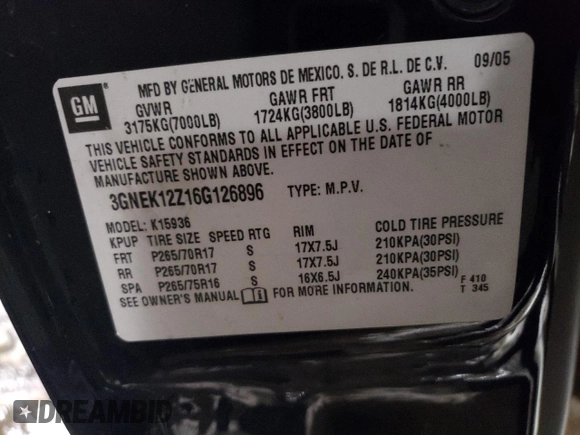 GM
MFD BY GENERAL MOTORS DE MEXICO. S. DE R.L. DE C.V. 09/05
GVWR GAWR FRT GAWR RR
3175KG(7000LB) 1724KG(3800LB) 1814KG(4000LB)
THIS VEHICLE CONFORMS TO ALL APPLICABLE U.S. FEDERAL MOTOR
VEHICLE SAFETY STANDARDS IN EFFECT ON THE DATE OF
MANUFACTURE SHOWN ABOVE.
3GNEK12Z16G126896 TYPE: M.P.V.
MODEL: K15936
KPUP TIRE SIZE SPEED RTG RIM COLD TIRE PRESSURE
FRT P265/70R17 S 17X7.5J 210KPA(30PSI)
RR P265/70R17 S 17X7.5J 210KPA(30PSI)
SPA P265/75R16 S 16X6.5J 240KPA(35PSI)
SEE OWNER'S MANUAL i FOR MORE INFORMATION. F 410
T 345
DREAMBID